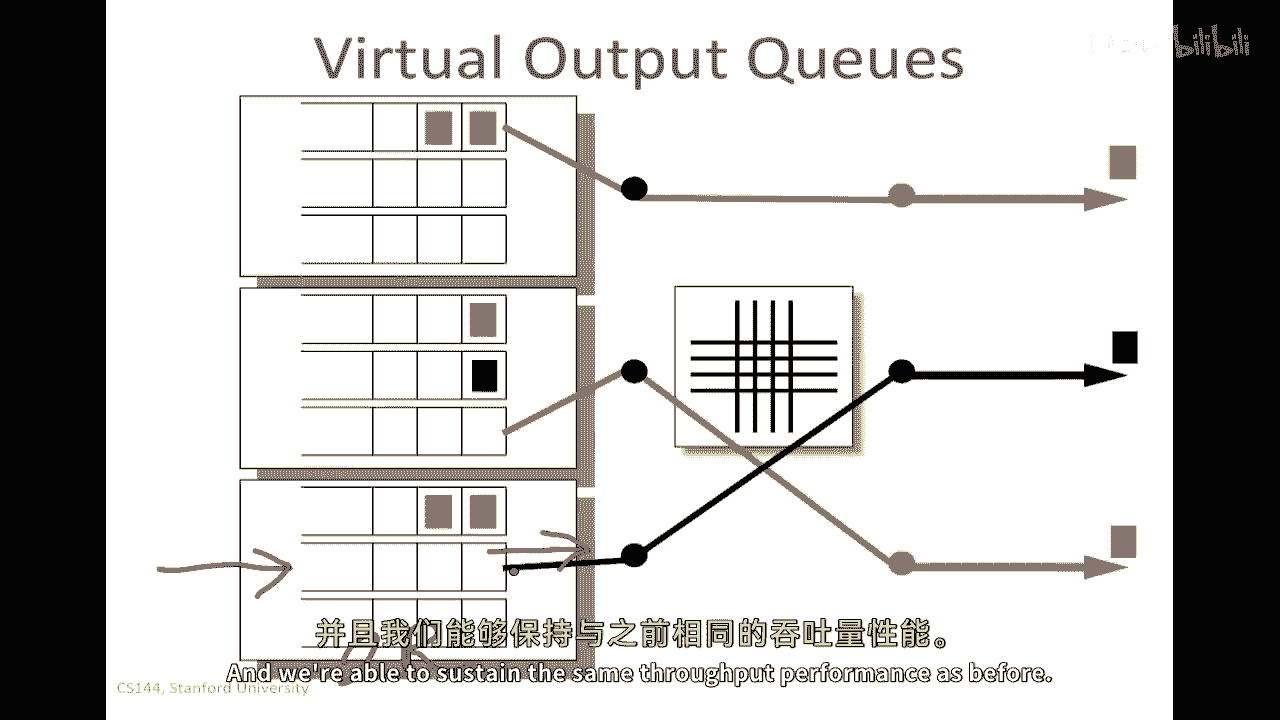 Virtual Output Queues
bilibili
并且我们能够保持与之前相同的吞吐量性能。
And we're able to sustain the same throughput performance as before.
CS144, Stanford University